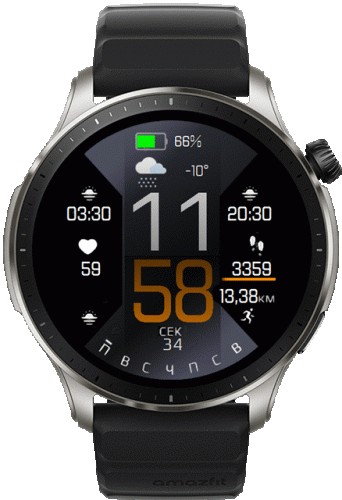 66%
-10°
03:30
11
20:30
59
58
3359
13,38КМ
СЕК
34
П В С Ч П С В
amazfit